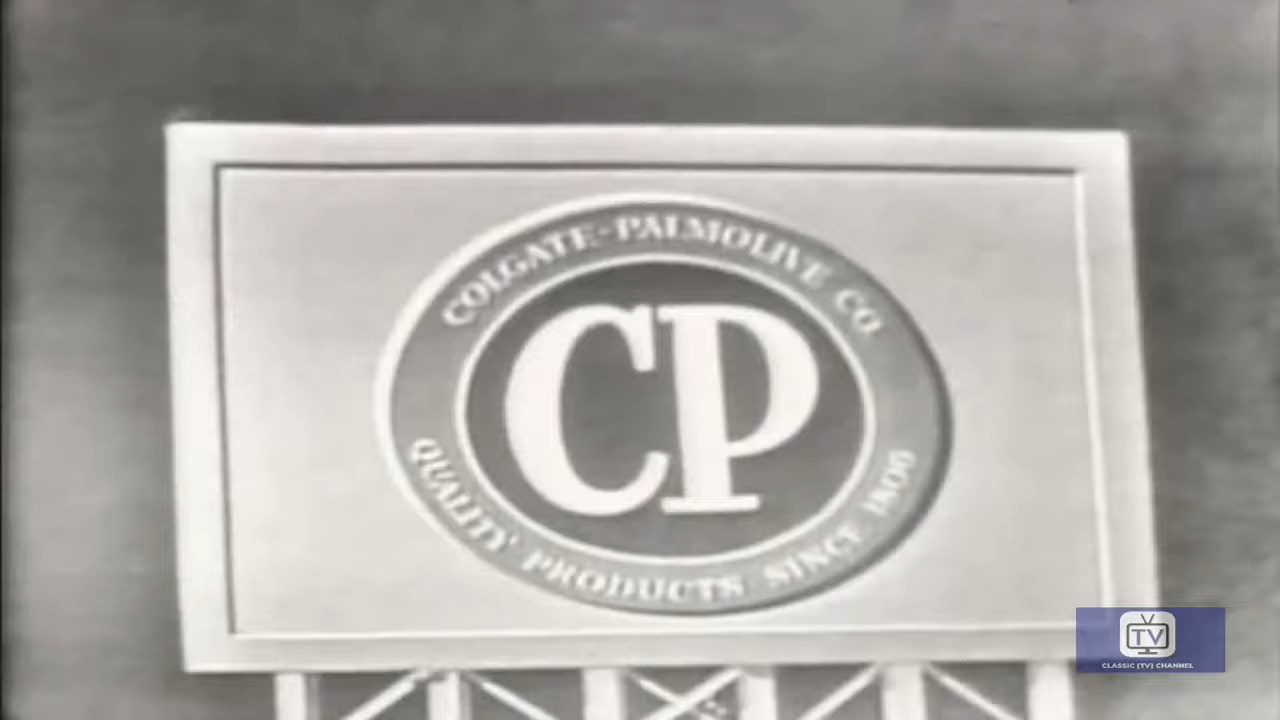 COLGATE-PALMOLIVE CO.
CP
QUALITY PRODUCTS SINCE 1806
TV
CLASSIC [TV] CHANNEL